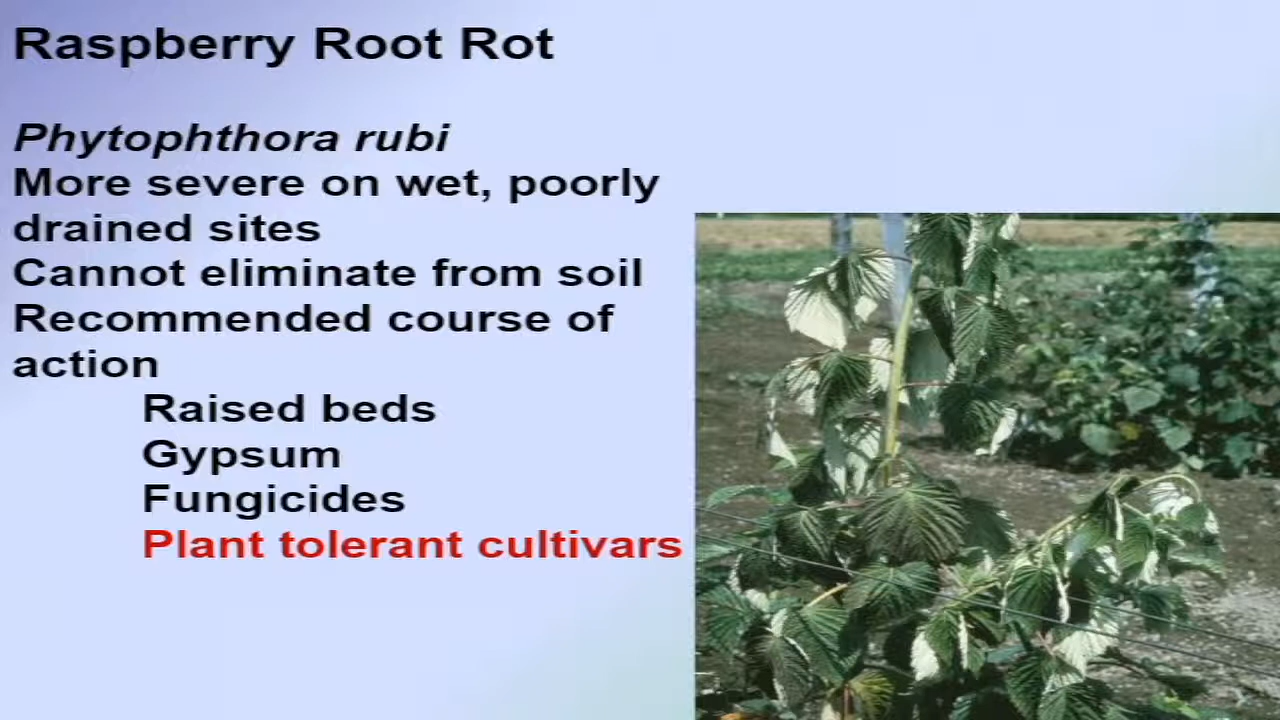 Raspberry Root Rot
Phytophthora rubi
More severe on wet, poorly
drained sites
Cannot eliminate from soil
Recommended course of
action
Raised beds
Gypsum
Fungicides
Plant tolerant cultivars